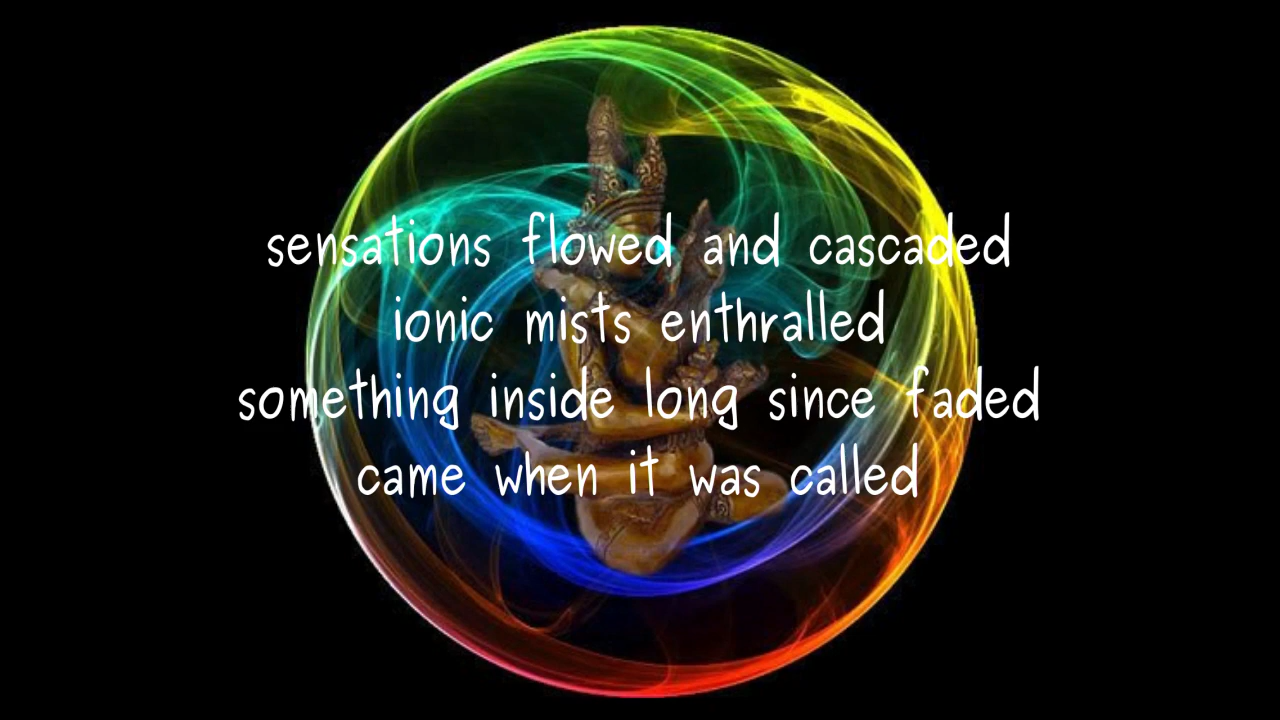 sensations flowed and cascaded
ionic mists enthralled
something inside long since faded
came when it was called